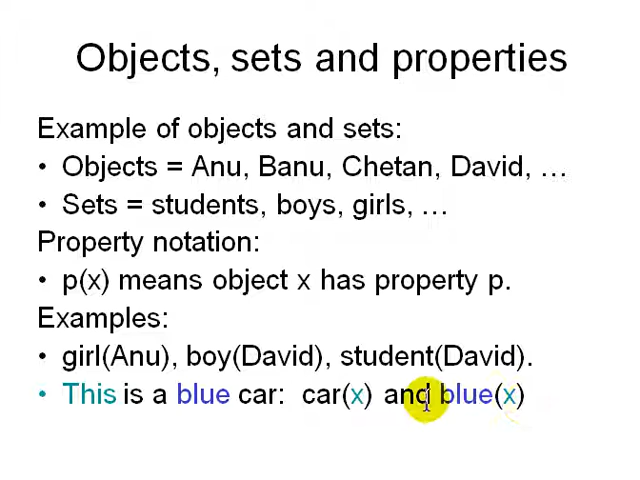 Objects, sets and properties
Example of objects and sets:
• Objects = Anu, Banu, Chetan, David, …
• Sets = students, boys, girls, …
Property notation:
• p(x) means object x has property p.
Examples:
• girl(Anu), boy(David), student(David).
• This is a blue car:  car(x) and blue(x)